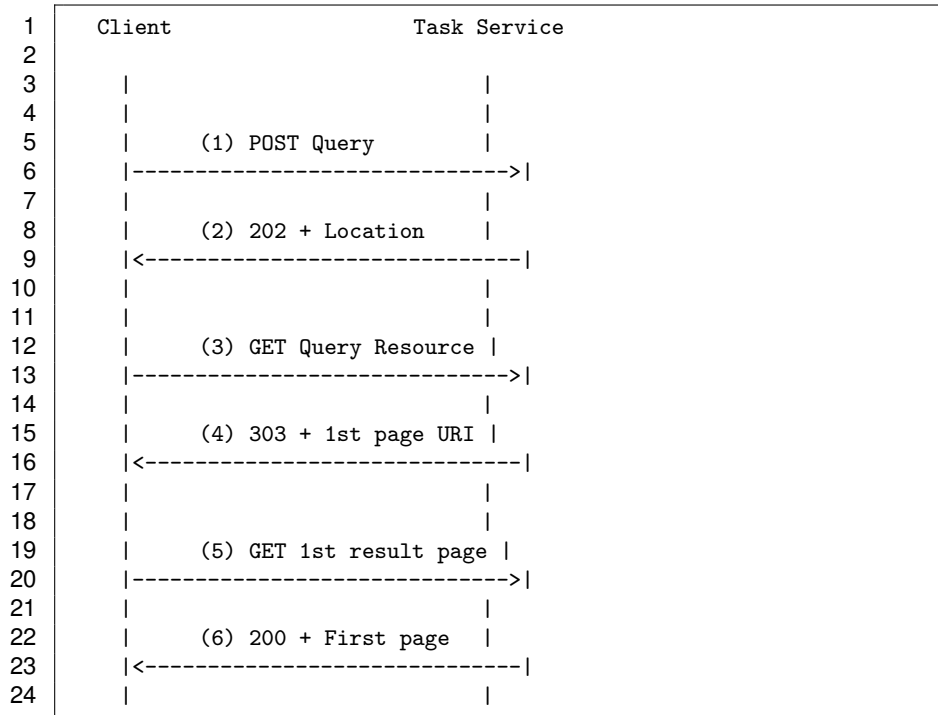 1 Client Task Service
2
3 | |
4 | |
5 | (1) POST Query |
6 |------------------------------>|
7 | |
8 | (2) 202 + Location |
9 |<------------------------------|
10 | |
11 | |
12 | (3) GET Query Resource |
13 |------------------------------>|
14 | |
15 | (4) 303 + 1st page URI |
16 |<------------------------------|
17 | |
18 | |
19 | (5) GET 1st result page |
20 |------------------------------>|
21 | |
22 | (6) 200 + First page |
23 |<------------------------------|
24 | |